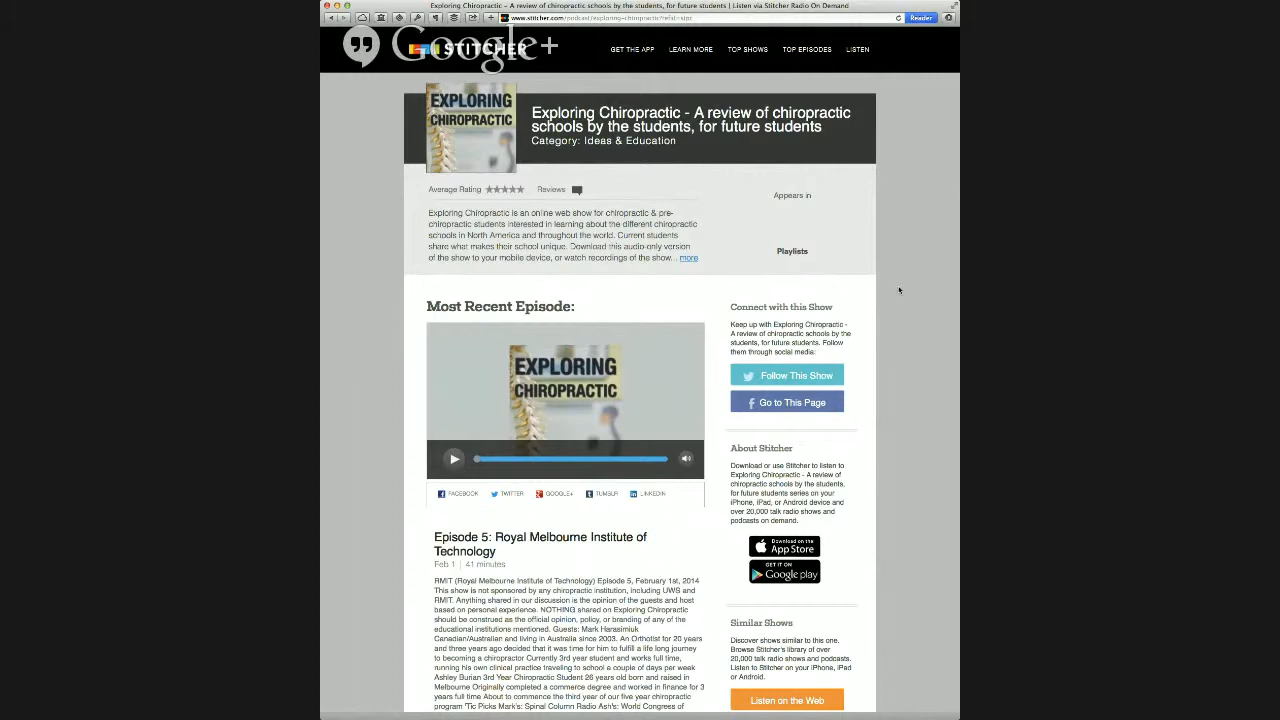 Exploring Chiropractic – A review of chiropractic schools by the students, for future students | Listen via Stitcher Radio On Demand
www.stitcher.com/podcast/exploring-chiropractic?refid=stpr
Reader
Google+
STITCHER
GET THE APP
LEARN MORE
TOP SHOWS
TOP EPISODES
LISTEN
EXPLORING
CHIROPRACTIC
Exploring Chiropractic - A review of chiropractic
schools by the students, for future students
Category: Ideas & Education
Average Rating
Reviews
Exploring Chiropractic is an online web show for chiropractic & pre-
chiropractic students interested in learning about the different chiropractic
schools in North America and throughout the world. Current students
share what makes their school unique. Download this audio-only version
of the show to your mobile device, or watch recordings of the show... more
Appears in
Playlists
Most Recent Episode:
EXPLORING
CHIROPRACTIC
FACEBOOK
TWITTER
GOOGLE+
TUMBLR
LINKEDIN
Episode 5: Royal Melbourne Institute of
Technology
Feb 1 | 41 minutes
RMIT (Royal Melbourne Institute of Technology) Episode 5, February 1st, 2014
This show is not sponsored by any chiropractic institution, including UWS and
RMIT. Anything shared in our discussion is the opinion of the guests and host
based on personal experience. NOTHING shared on Exploring Chiropractic
should be construed as the official opinion, policy, or branding of any of the
educational institutions mentioned. Guests: Mark Harasimiuk
Canadian/Australian and living in Australia since 2003. An Orthotist for 20 years
and three years ago decided that it was time for him to fulfill a life long journey
to becoming a chiropractor Currently 3rd year student and works full time,
running his own clinical practice traveling to school a couple of days per week
Ashley Burian 3rd Year Chiropractic Student 26 years old born and raised in
Melbourne Originally completed a commerce degree and worked in finance for 3
years full time About to commence the third year of our five year chiropractic
program 'Tic Picks Mark's: Spinal Column Radio Ash's: World Congress of
Connect with this Show
Keep up with Exploring Chiropractic -
A review of chiropractic schools by the
students, for future students. Follow
them through social media:
Follow This Show
Go to This Page
About Stitcher
Download or use Stitcher to listen to
Exploring Chiropractic - A review of
chiropractic schools by the students,
for future students series on your
iPhone, iPad, or Android device and
over 20,000 talk radio shows and
podcasts on demand.
Download on the
App Store
GET IT ON
Google play
Similar Shows
Discover shows similar to this one.
Browse Stitcher's library of over
20,000 talk radio shows and podcasts.
Listen to Stitcher on your iPhone, iPad
or Android.
Listen on the Web